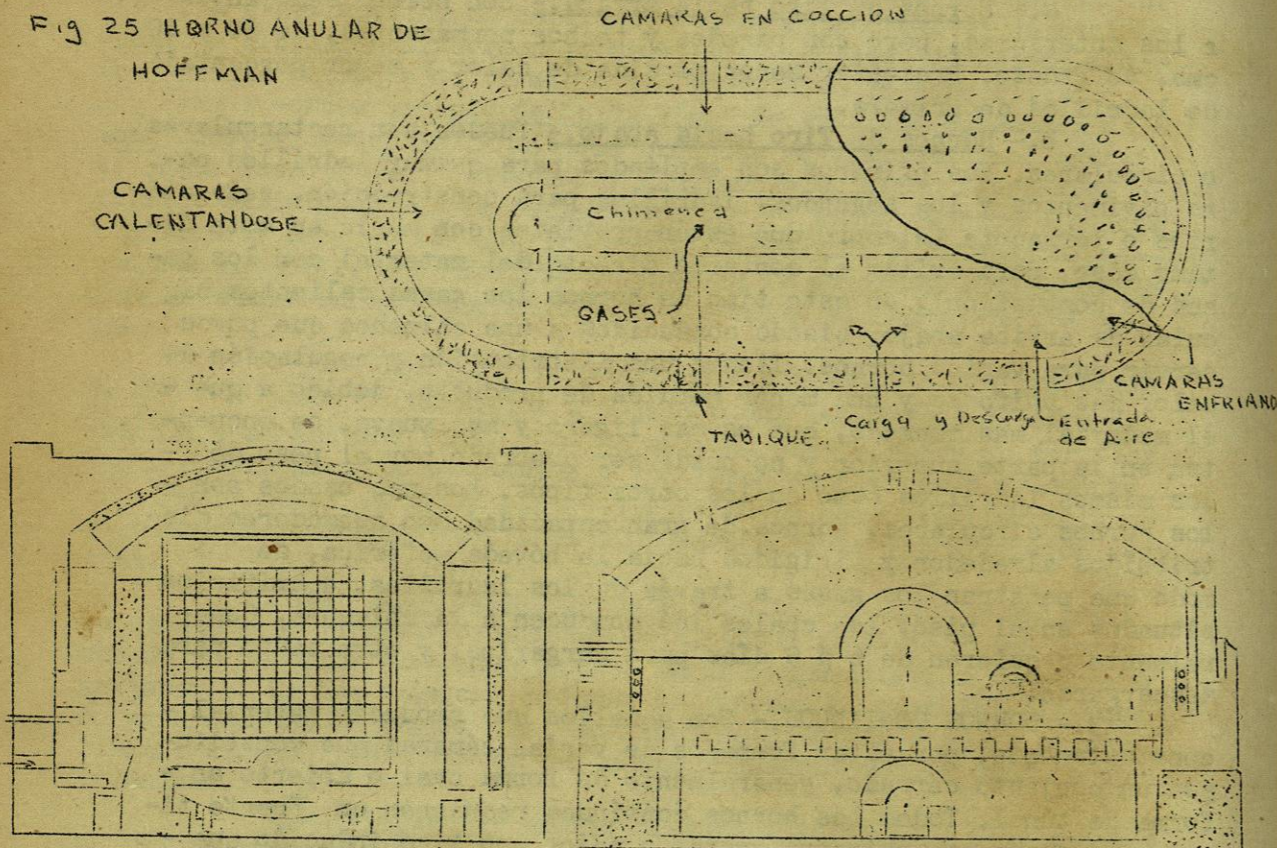 Fig 25 HORNO ANULAR DE
HOFFMAN
CAMARAS EN COCCION
CAMARAS
CALENTANDOSE
Chimenea
GASES
TABIQUE
Carga y Descarga
Entrada
de Aire
CAMARAS
ENFRIAND